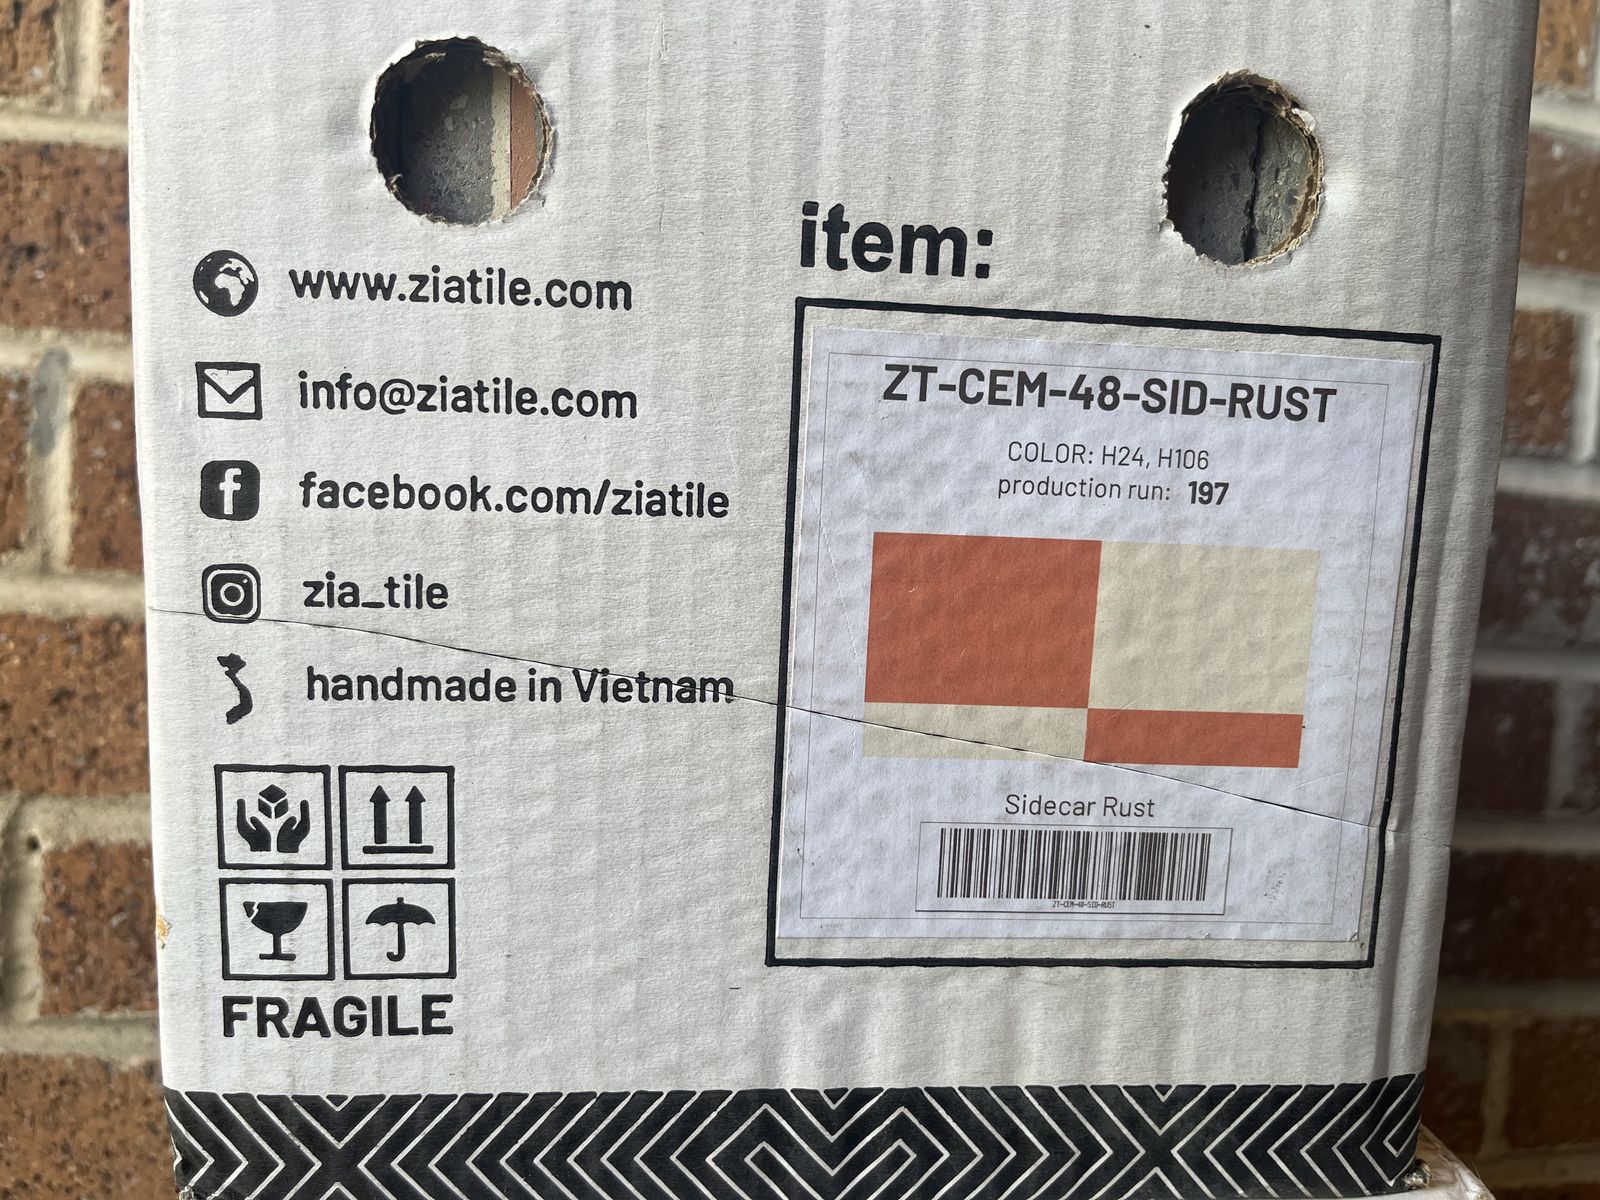 www.ziatile.com
info@ziatile.com
facebook.com/ziatile
zia_tile
handmade in Vietnam
FRAGILE
item:
ZT-CEM-48-SID-RUST
COLOR: H24, H106
production run: 197
Sidecar Rust
ZT-CEM-48-SID-RUST